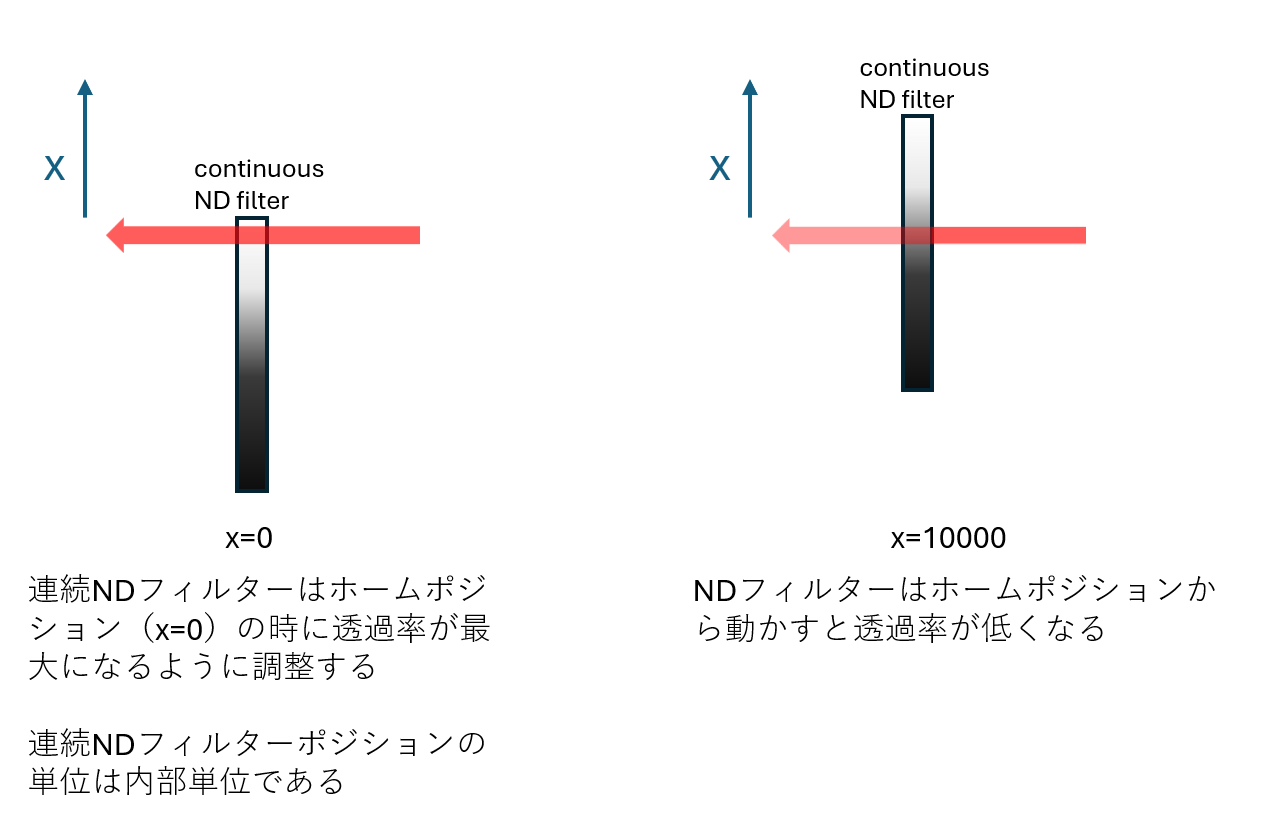 X
continuous
ND filter
x=0
連続NDフィルターはホームポジ
ション（x=0）の時に透過率が最
大になるように調整する
連続NDフィルターポジションの
単位は内部単位である
X
continuous
ND filter
x=10000
NDフィルターはホームポジションか
ら動かすと透過率が低くなる